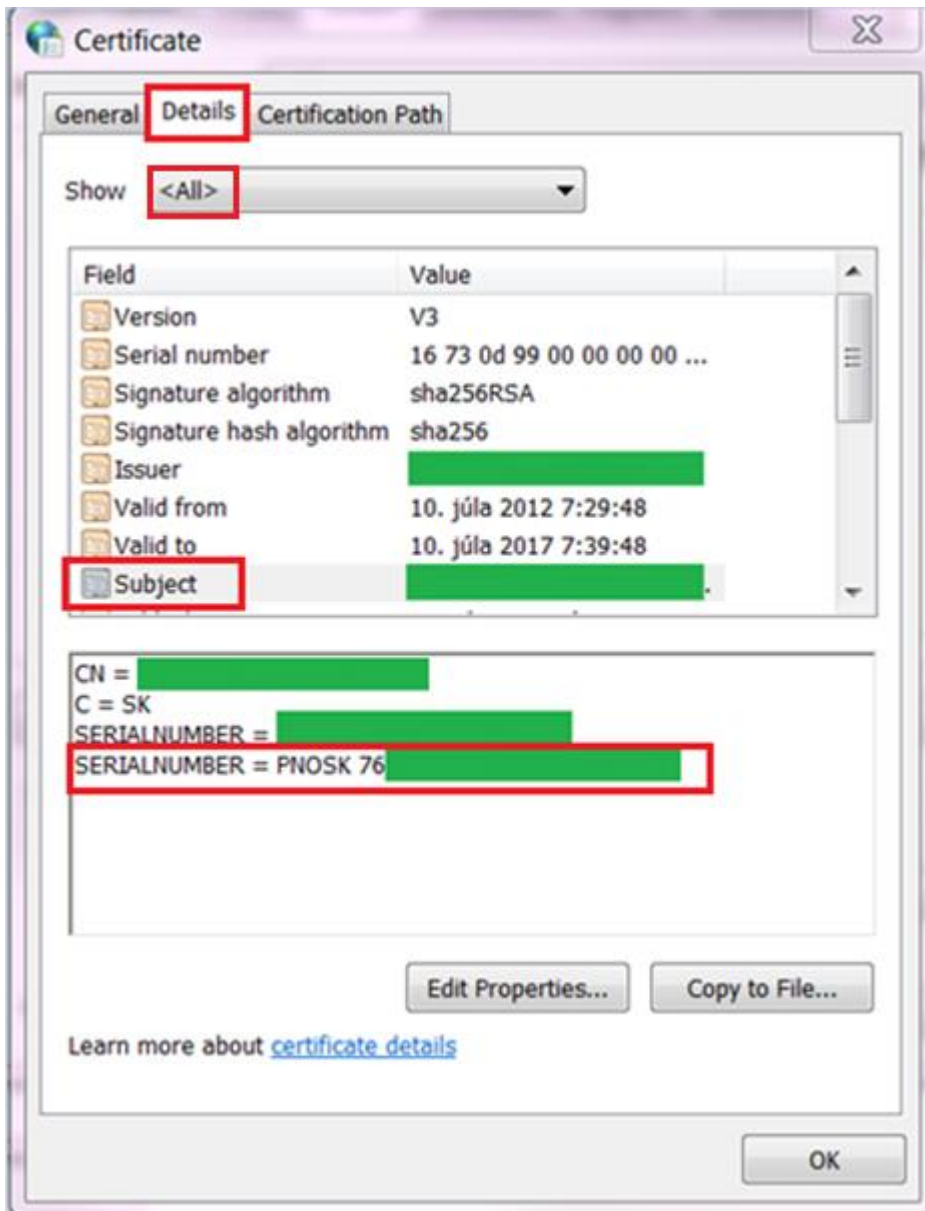 Certificate
General Details Certification Path
Show <All>
Field Value
Version V3
Serial number 16 73 0d 99 00 00 00 00 ...
Signature algorithm sha256RSA
Signature hash algorithm sha256
Issuer
Valid from 10. júla 2012 7:29:48
Valid to 10. júla 2017 7:39:48
Subject .
CN =
C = SK
SERIALNUMBER =
SERIALNUMBER = PNOSK 76
Edit Properties... Copy to File...
Learn more about certificate details
OK